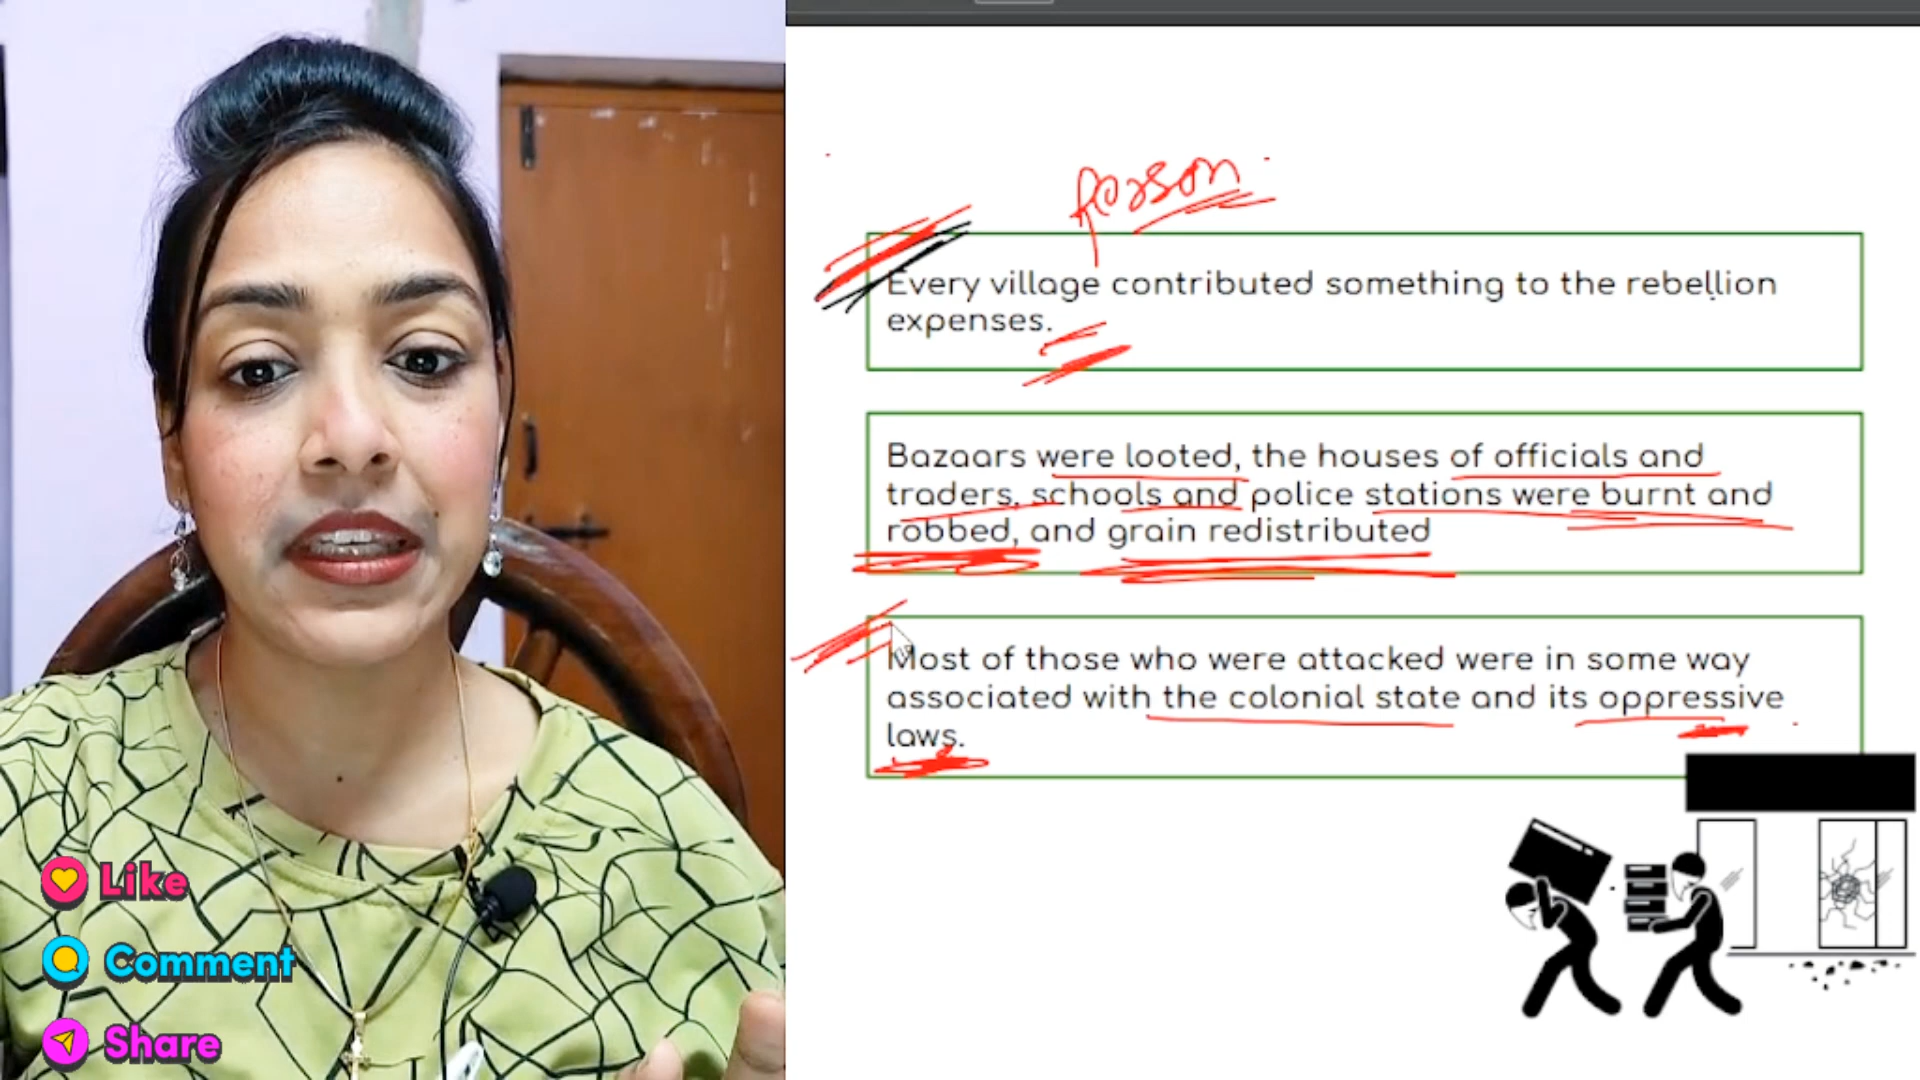 person
Every village contributed something to the rebellion
expenses.
Bazaars were looted, the houses of officials and
traders, schools and police stations were burnt and
robbed, and grain redistributed
Most of those who were attacked were in some way
associated with the colonial state and its oppressive
laws.
Like
Comment
Share